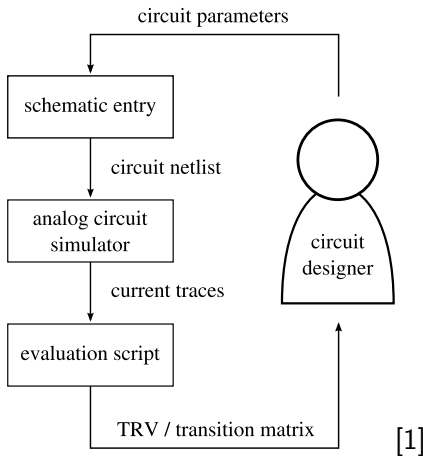 circuit parameters
schematic entry
circuit netlist
analog circuit
simulator
circuit
designer
current traces
evaluation script
TRV / transition matrix
[1]